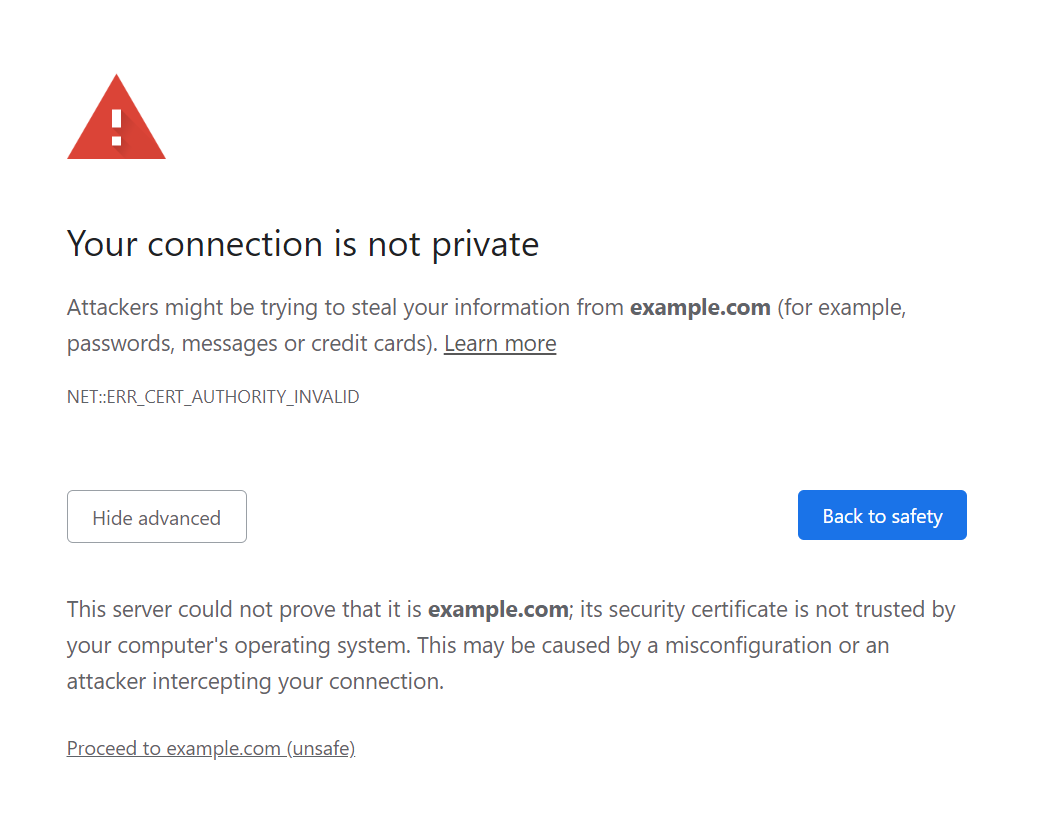 Your connection is not private
Attackers might be trying to steal your information from example.com (for example,
passwords, messages or credit cards). Learn more
NET::ERR_CERT_AUTHORITY_INVALID
Hide advanced
Back to safety
This server could not prove that it is example.com; its security certificate is not trusted by
your computer's operating system. This may be caused by a misconfiguration or an
attacker intercepting your connection.
Proceed to example.com (unsafe)